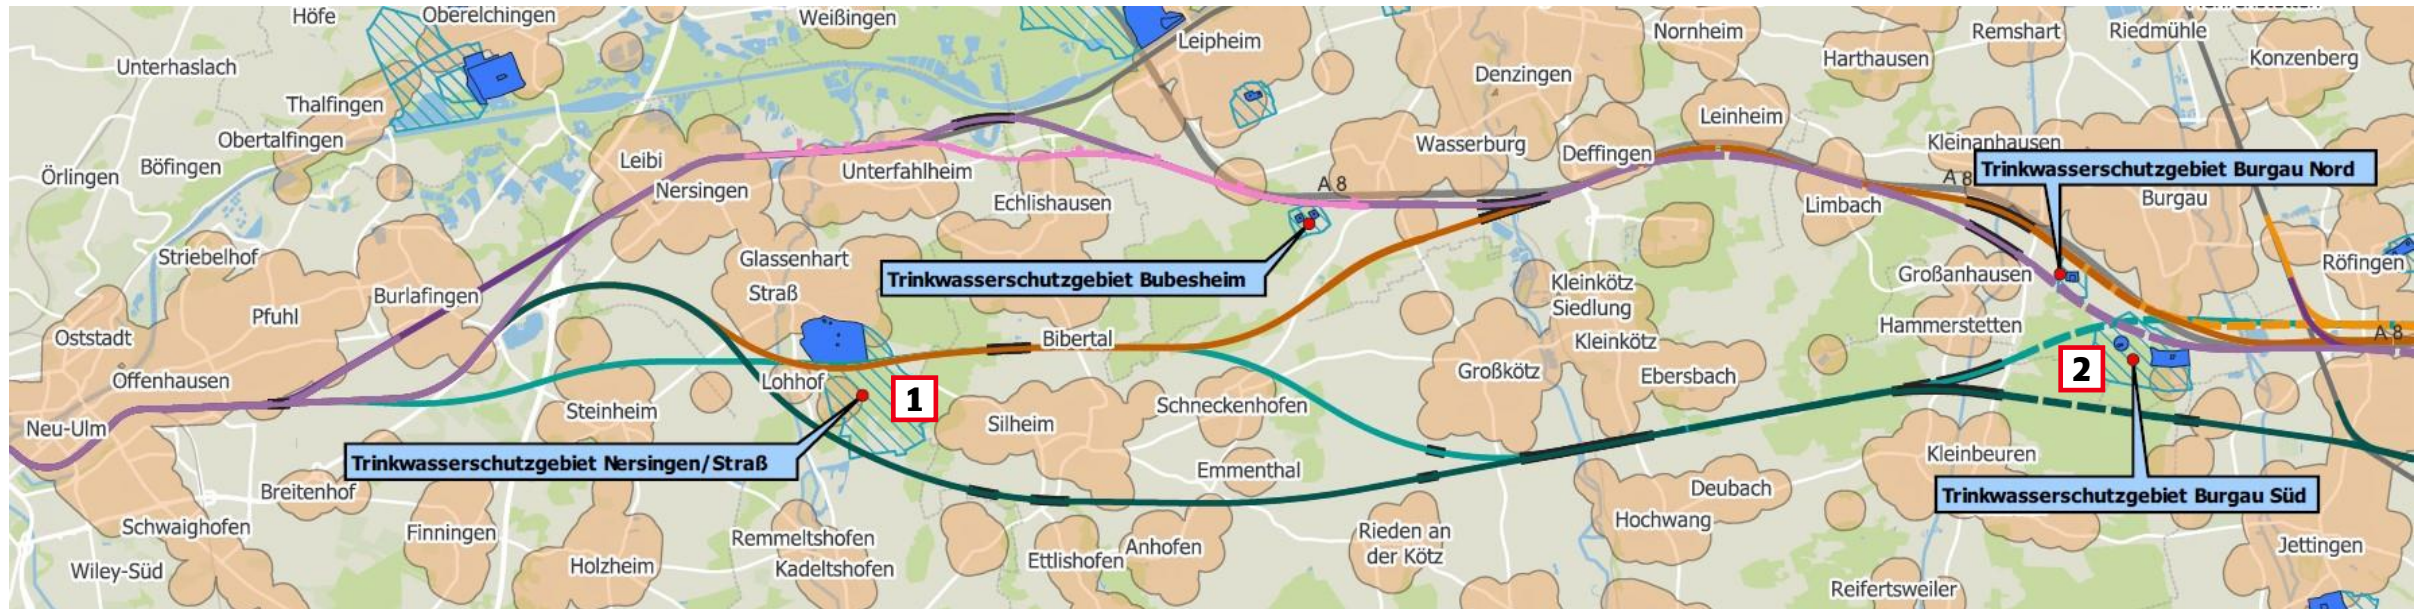 Höfe
Oberelchingen
Weißingen
Leipheim
Nornheim
Remshart
Riedmühle
Harthausen
Konzenberg
Unterhaslach
Denzingen
Thalfingen
Leinheim
Obertalfingen
Wasserburg
Kleinanhausen
Böfingen
Leibi
Deffingen
Örlingen
Unterfahlheim
Trinkwasserschutzgebiet Burgau Nord
Nersingen
A 8
A 8
Echlishausen
Limbach
Burgau
Striebelhof
Glassenhart
Röfingen
Trinkwasserschutzgebiet Bubesheim
Großanhausen
Straß
Kleinkötz
Siedlung
Burlafingen
Pfuhl
Hammerstetten
Oststadt
Bibertal
Kleinkötz
A 8
Offenhausen
Lohhof
1
Großkötz
Ebersbach
2
Steinheim
Schneckenhofen
Neu-Ulm
Silheim
Kleinbeuren
Trinkwasserschutzgebiet Nersingen/Straß
Emmenthal
Breitenhof
Deubach
Trinkwasserschutzgebiet Burgau Süd
Schwaighofen
Finningen
Remmeltshofen
Hochwang
Rieden an
der Kötz
Anhofen
Jettingen
Wiley-Süd
Holzheim
Kadeltshofen
Ettlishofen
Reifertsweiler